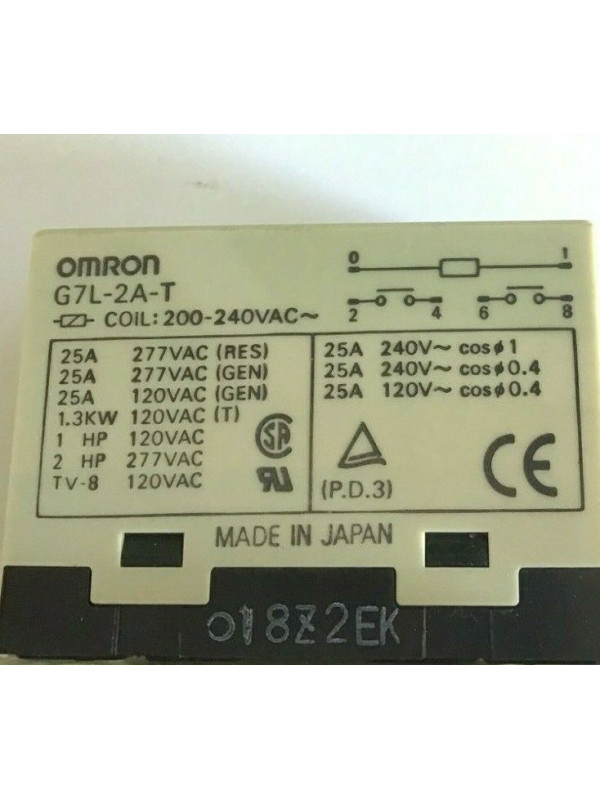 OMRON
G7L-2A-T
COIL: 200-240VAC~
0 1
2 4 6 8
25A 277VAC (RES)
25A 277VAC (GEN)
25A 120VAC (GEN)
1.3KW 120VAC (T)
1 HP 120VAC
2 HP 277VAC
TV-8 120VAC
25A 240V~ cosϕ1
25A 240V~ cosϕ0.4
25A 120V~ cosϕ0.4
(P.D.3)
CE
MADE IN JAPAN
018Z2EK